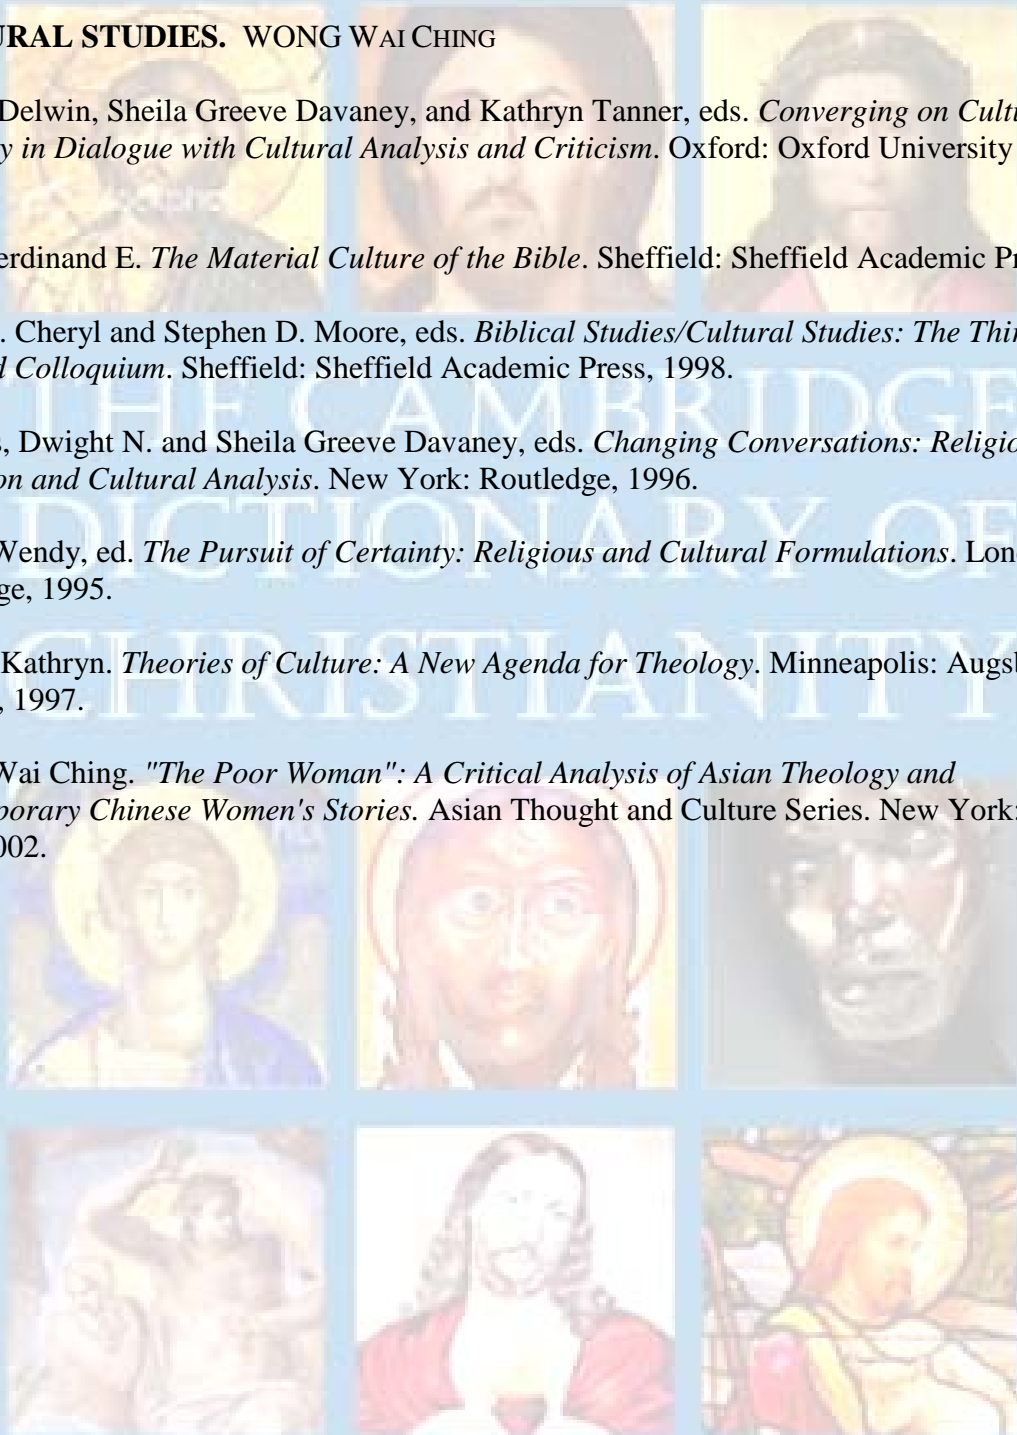 URAL STUDIES. WONG WAI CHING
Delwin, Sheila Greeve Davaney, and Kathryn Tanner, eds. Converging on Cultu
y in Dialogue with Cultural Analysis and Criticism. Oxford: Oxford University
erdinand E. The Material Culture of the Bible. Sheffield: Sheffield Academic Pr
. Cheryl and Stephen D. Moore, eds. Biblical Studies/Cultural Studies: The Thir
d Colloquium. Sheffield: Sheffield Academic Press, 1998.
s, Dwight N. and Sheila Greeve Davaney, eds. Changing Conversations: Religio
on and Cultural Analysis. New York: Routledge, 1996.
Wendy, ed. The Pursuit of Certainty: Religious and Cultural Formulations. Lon
ge, 1995.
Kathryn. Theories of Culture: A New Agenda for Theology. Minneapolis: Augsb
, 1997.
Wai Ching. "The Poor Woman": A Critical Analysis of Asian Theology and
porary Chinese Women's Stories. Asian Thought and Culture Series. New York:
002.
THE CAMBRIDGE
DICTIONARY OF
CHRISTIANITY